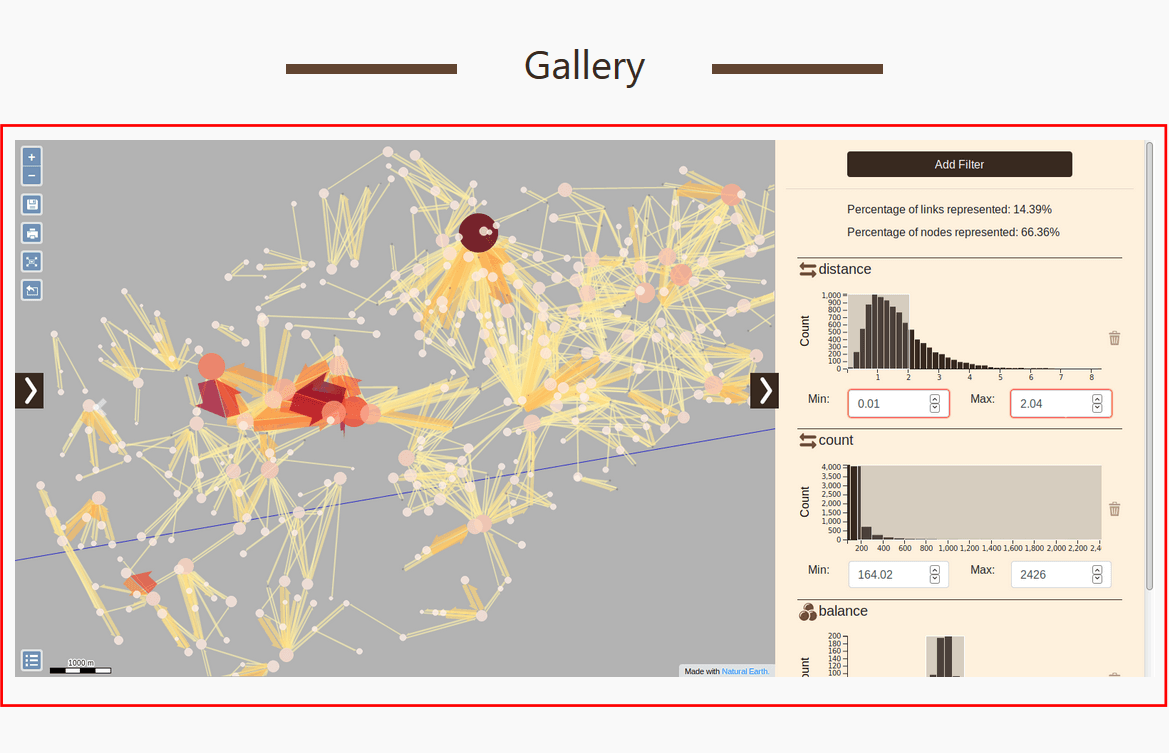 Gallery
+
−
Add Filter
Percentage of links represented: 14.39%
Percentage of nodes represented: 66.36%
distance
Count
1,000
900
800
700
600
500
400
300
200
100
0
1 2 3 4 5 6 7 8
Min: 0.01 Max: 2.04
count
Count
4,000
3,500
3,000
2,500
2,000
1,500
1,000
500
0
200 400 600 800 1,000 1,200 1,400 1,600 1,800 2,000 2,200 2,4
Min: 164.02 Max: 2426
balance
ount
200
180
160
140
120
100
1000 m
Made with Natural Earth.